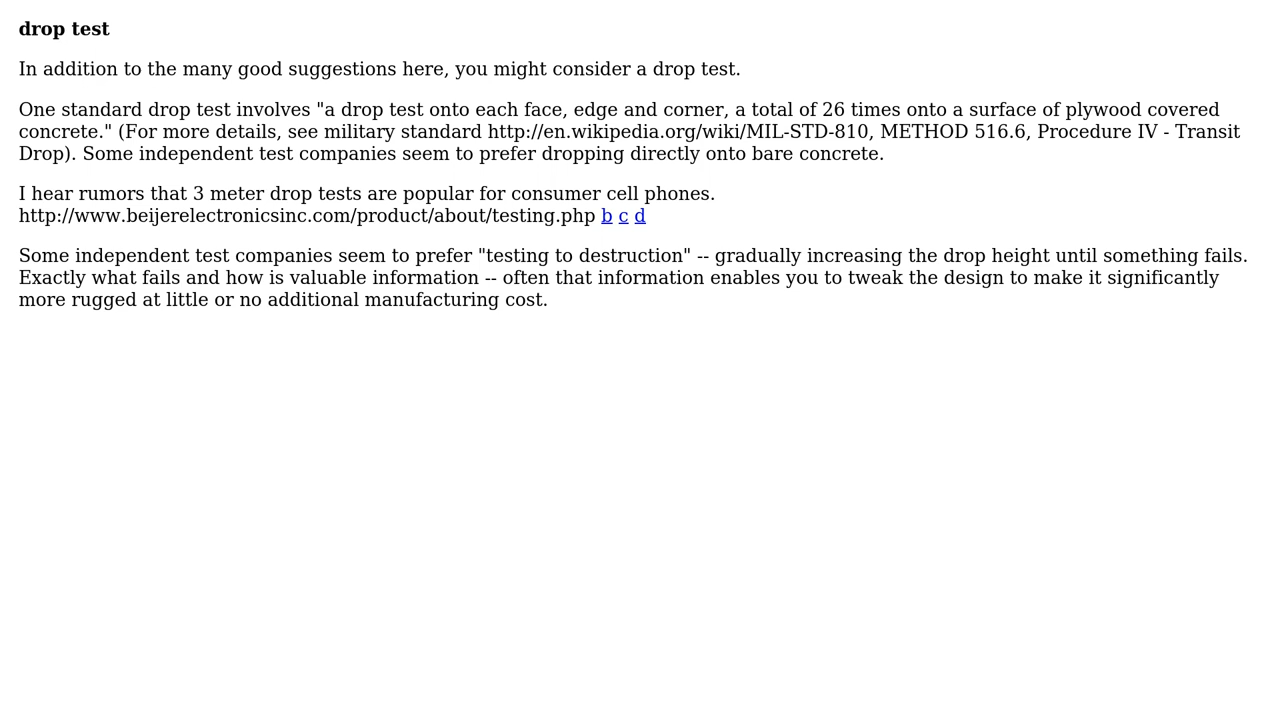 drop test
In addition to the many good suggestions here, you might consider a drop test.
One standard drop test involves "a drop test onto each face, edge and corner, a total of 26 times onto a surface of plywood covered
concrete." (For more details, see military standard http://en.wikipedia.org/wiki/MIL-STD-810, METHOD 516.6, Procedure IV - Transit
Drop). Some independent test companies seem to prefer dropping directly onto bare concrete.
I hear rumors that 3 meter drop tests are popular for consumer cell phones.
http://www.beijerelectronicsinc.com/product/about/testing.php b c d
Some independent test companies seem to prefer "testing to destruction" -- gradually increasing the drop height until something fails.
Exactly what fails and how is valuable information -- often that information enables you to tweak the design to make it significantly
more rugged at little or no additional manufacturing cost.